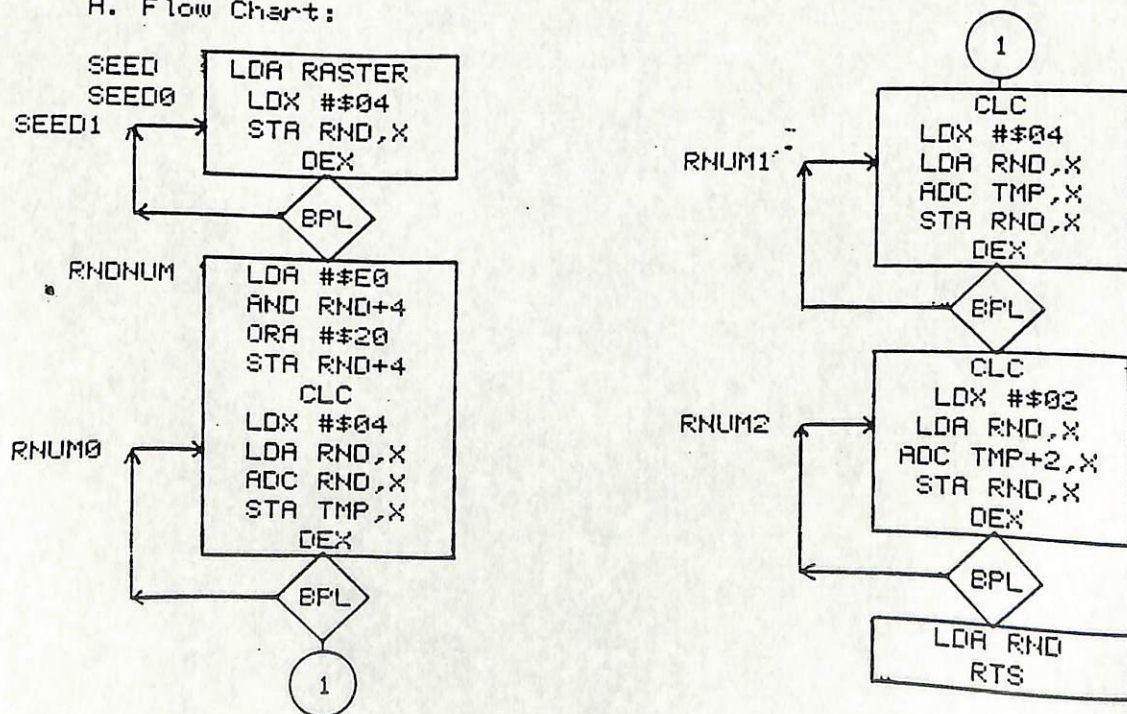 A. Flow Chart:
SEED
SEED0
SEED1
LDA RASTER
LDX #$04
STA RND,X
DEX
BPL
RNDNUM
LDA #$E0
AND RND+4
ORA #$20
STA RND+4
CLC
LDX #$04
RNUM0
LDA RND,X
ADC RND,X
STA TMP,X
DEX
BPL
1
1
CLC
LDX #$04
RNUM1
LDA RND,X
ADC TMP,X
STA RND,X
DEX
BPL
CLC
LDX #$02
RNUM2
LDA RND,X
ADC TMP+2,X
STA RND,X
DEX
BPL
LDA RND
RTS